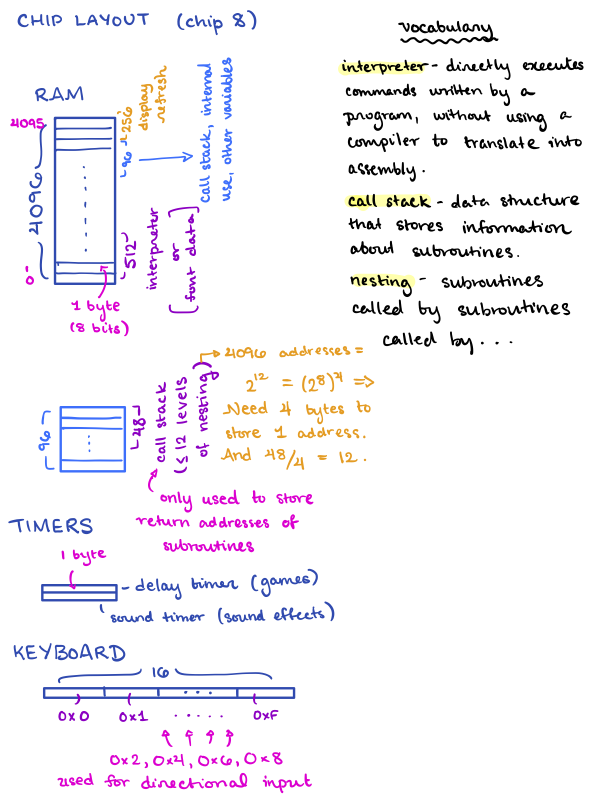 CHIP LAYOUT (chip 8)
RAM
4095
4096
0
256
display
refresh
96
call stack, internal
use, other variables
512
interpreter
or
[font data]
1 byte
(8 bits)
vocabulary
interpreter - directly executes
commands written by a
program, without using a
compiler to translate into
assembly.
call stack - data structure
that stores information
about subroutines.
nesting - subroutines
called by subroutines
called by ...
96
48
call stack
(≤ 12 levels
of nesting)
4096 addresses =
2^12 = (2^8)^4 =>
Need 4 bytes to
store 1 address.
And 48/4 = 12.
only used to store
return addresses of
subroutines
TIMERS
1 byte
delay timer (games)
sound timer (sound effects)
KEYBOARD
16
...
0x0 0x1 ..... 0xF
0x2, 0x4, 0x6, 0x8
used for directional input